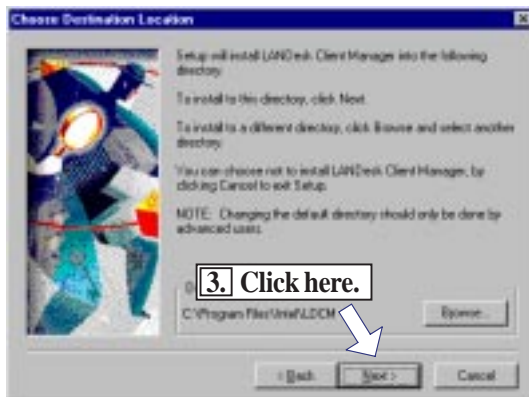 Choose Destination Location
Setup will install LANDesk Client Manager into the following
directory.
To install to this directory, click Next.
To install to a different directory, click Browse and select another
directory.
You can choose not to install LANDesk Client Manager, by
clicking Cancel to exit Setup.
NOTE: Changing the default directory should only be done by
advanced users.
3. Click here.
C:\Program Files\Intel\LDCM
Browse...
< Back
Next >
Cancel